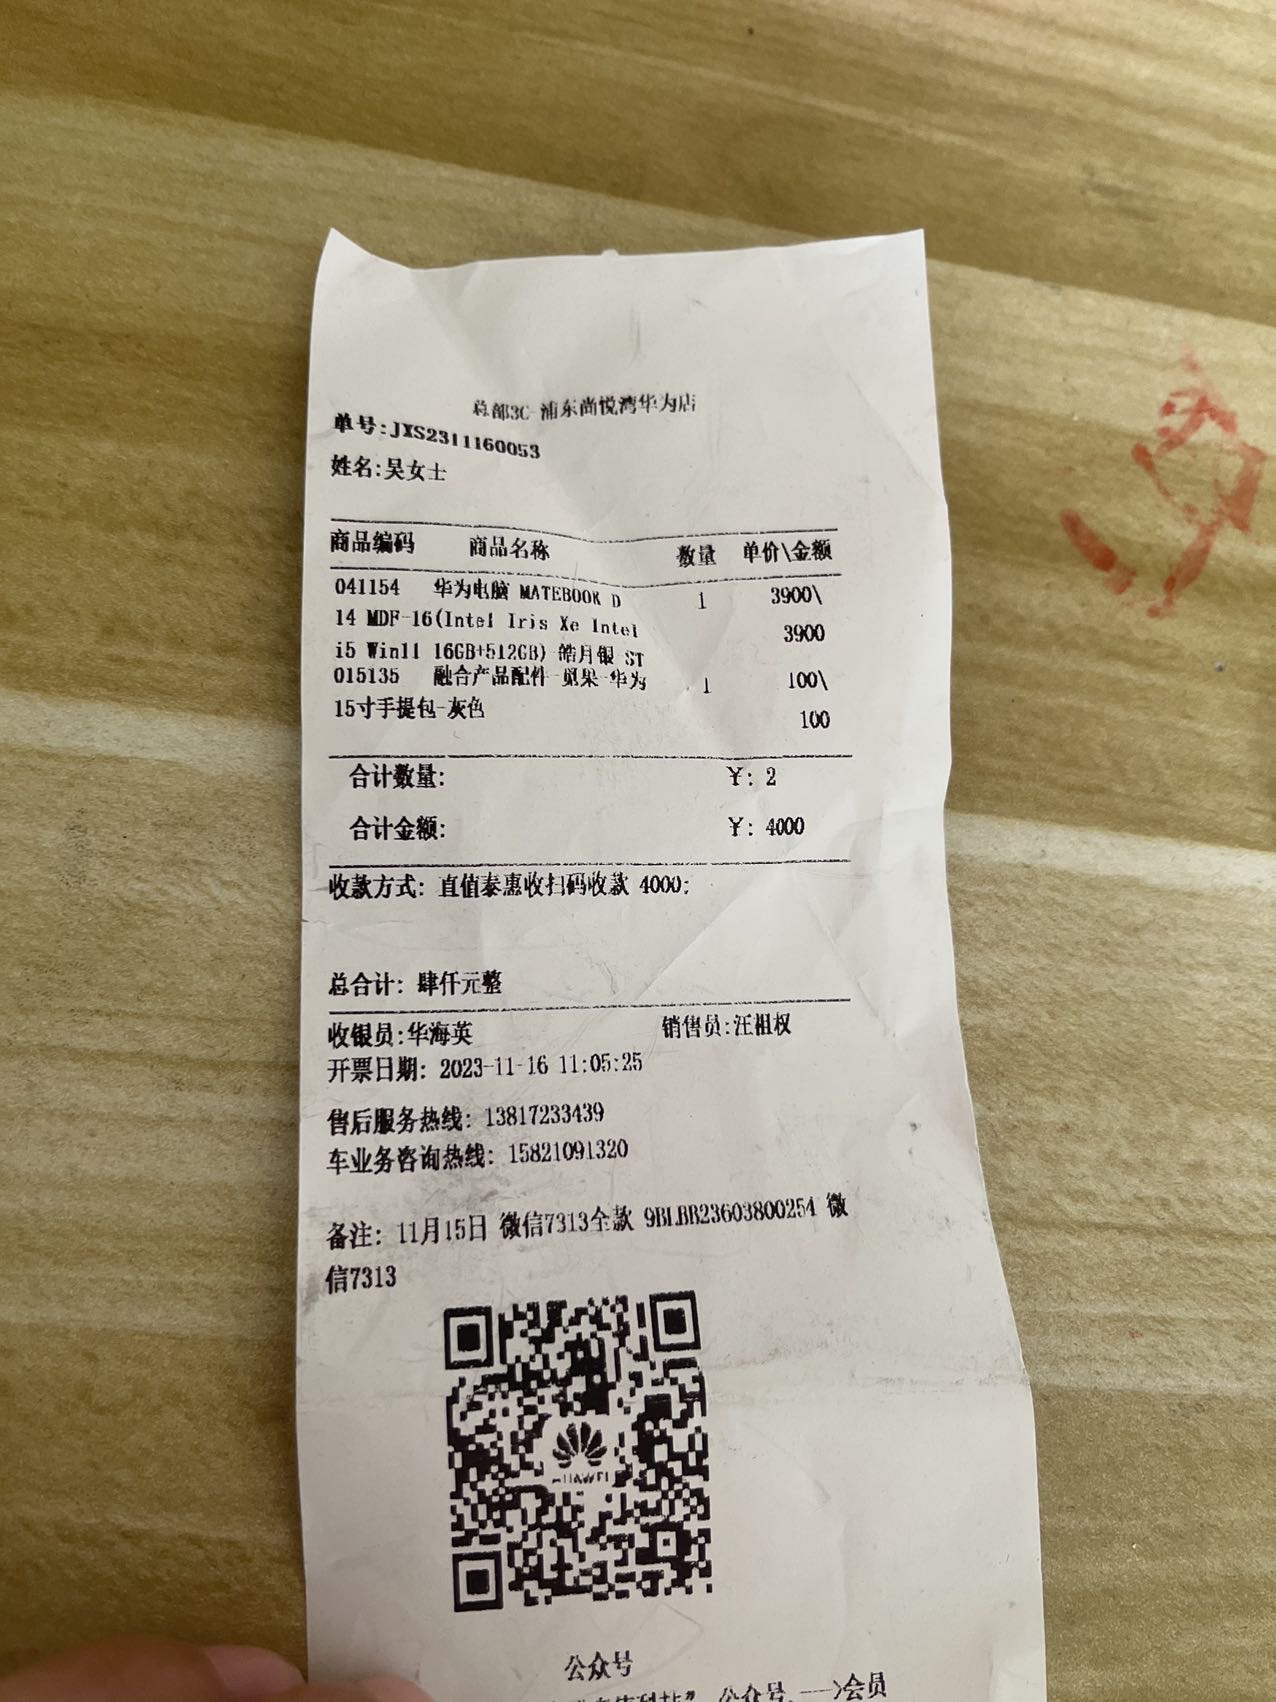 总部3C-浦东尚悦湾华为店
单号:JXS2311160053
姓名:吴女士
商品编码 商品名称 数量 单价\金额
041154 华为电脑 MATEBOOK D 1 3900\
14 MDF-16(Intel Iris Xe Intel 3900
i5 Win11 16GB+512GB)-皓月银 ST
015135 融合产品配件-觅果-华为 1 100\
15寸手提包-灰色 100
合计数量: ¥: 2
合计金额: ¥: 4000
收款方式: 直值泰惠收扫码收款 4000;
总合计: 肆仟元整
收银员:华海英 销售员:汪祖权
开票日期: 2023-11-16 11:05:25
售后服务热线: 13817233439
车业务咨询热线: 15821091320
备注: 11月15日 微信7313全款 9BLBB23603800254 微
信7313
HUAWEI
公众号
公众号 --->会员